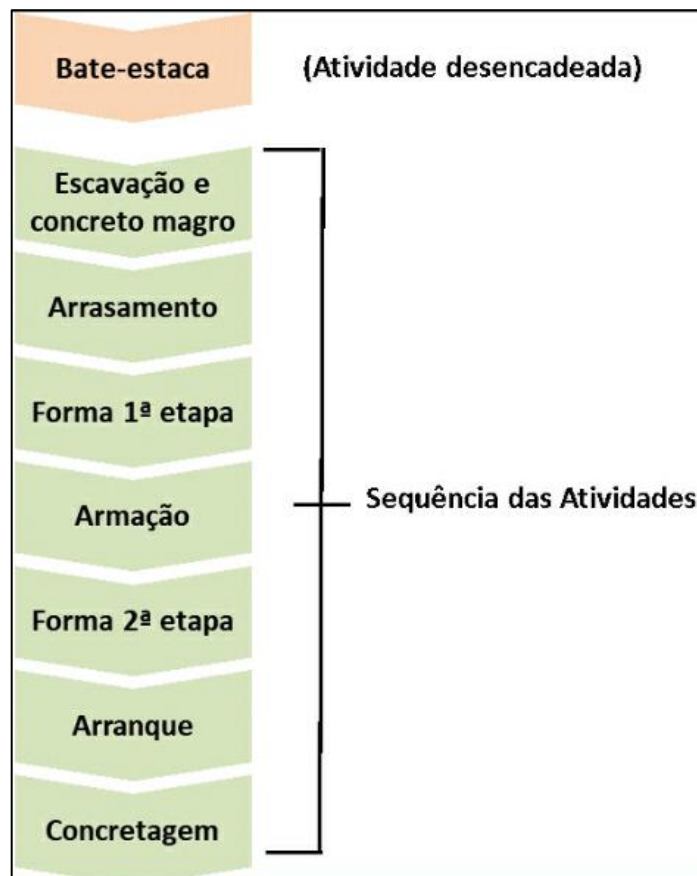 Bate-estaca
(Atividade desencadeada)
Escavação e
concreto magro
Arrasamento
Forma 1ª etapa
Armação
Sequência das Atividades
Forma 2ª etapa
Arranque
Concretagem